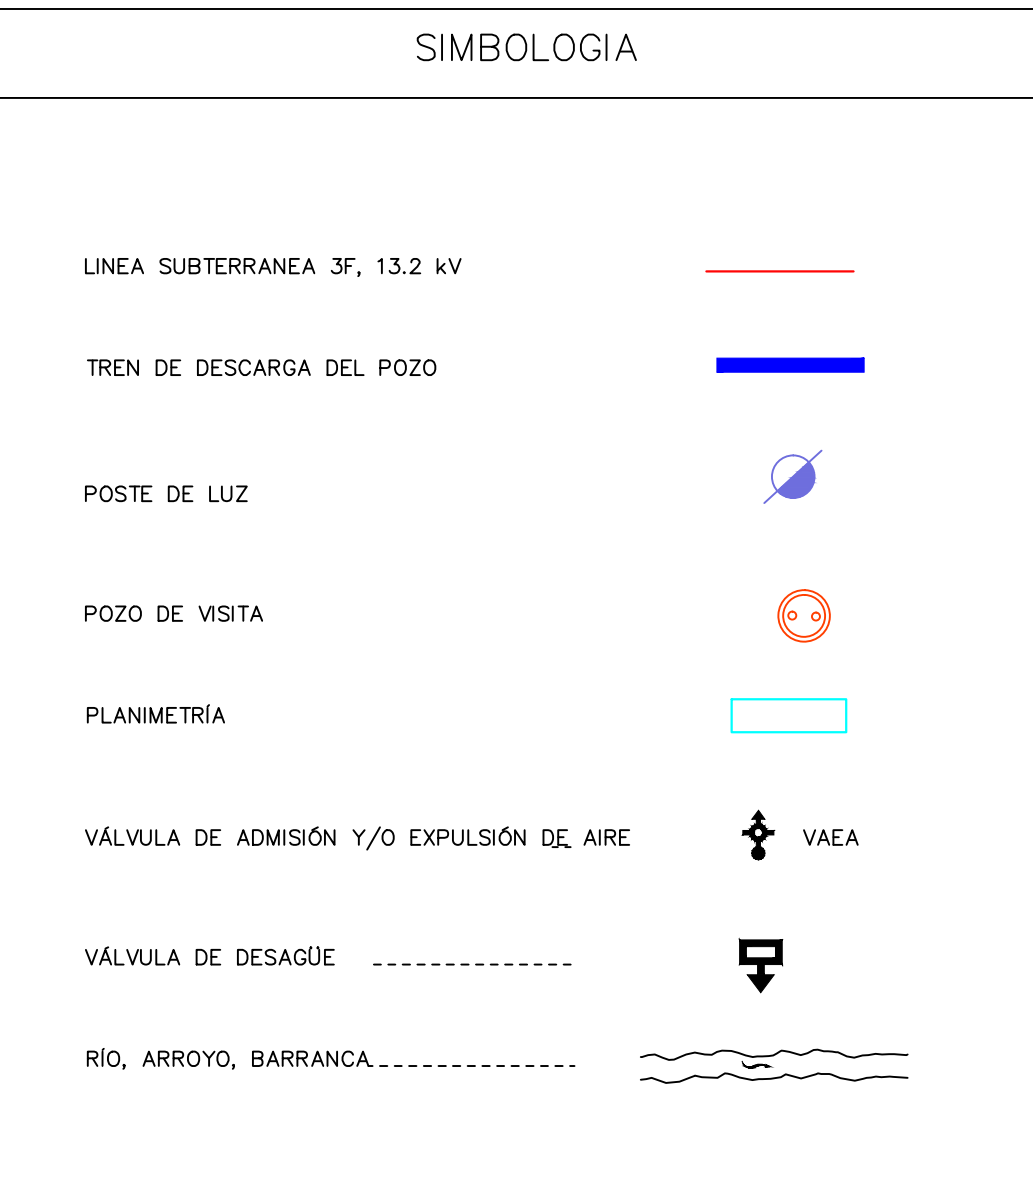 SIMBOLOGIA
LINEA SUBTERRANEA 3F, 13.2 kV
TREN DE DESCARGA DEL POZO
POSTE DE LUZ
POZO DE VISITA
PLANIMETRÍA
VÁLVULA DE ADMISIÓN Y/O EXPULSIÓN DE AIRE VAEA
VÁLVULA DE DESAGÜE
RÍO, ARROYO, BARRANCA